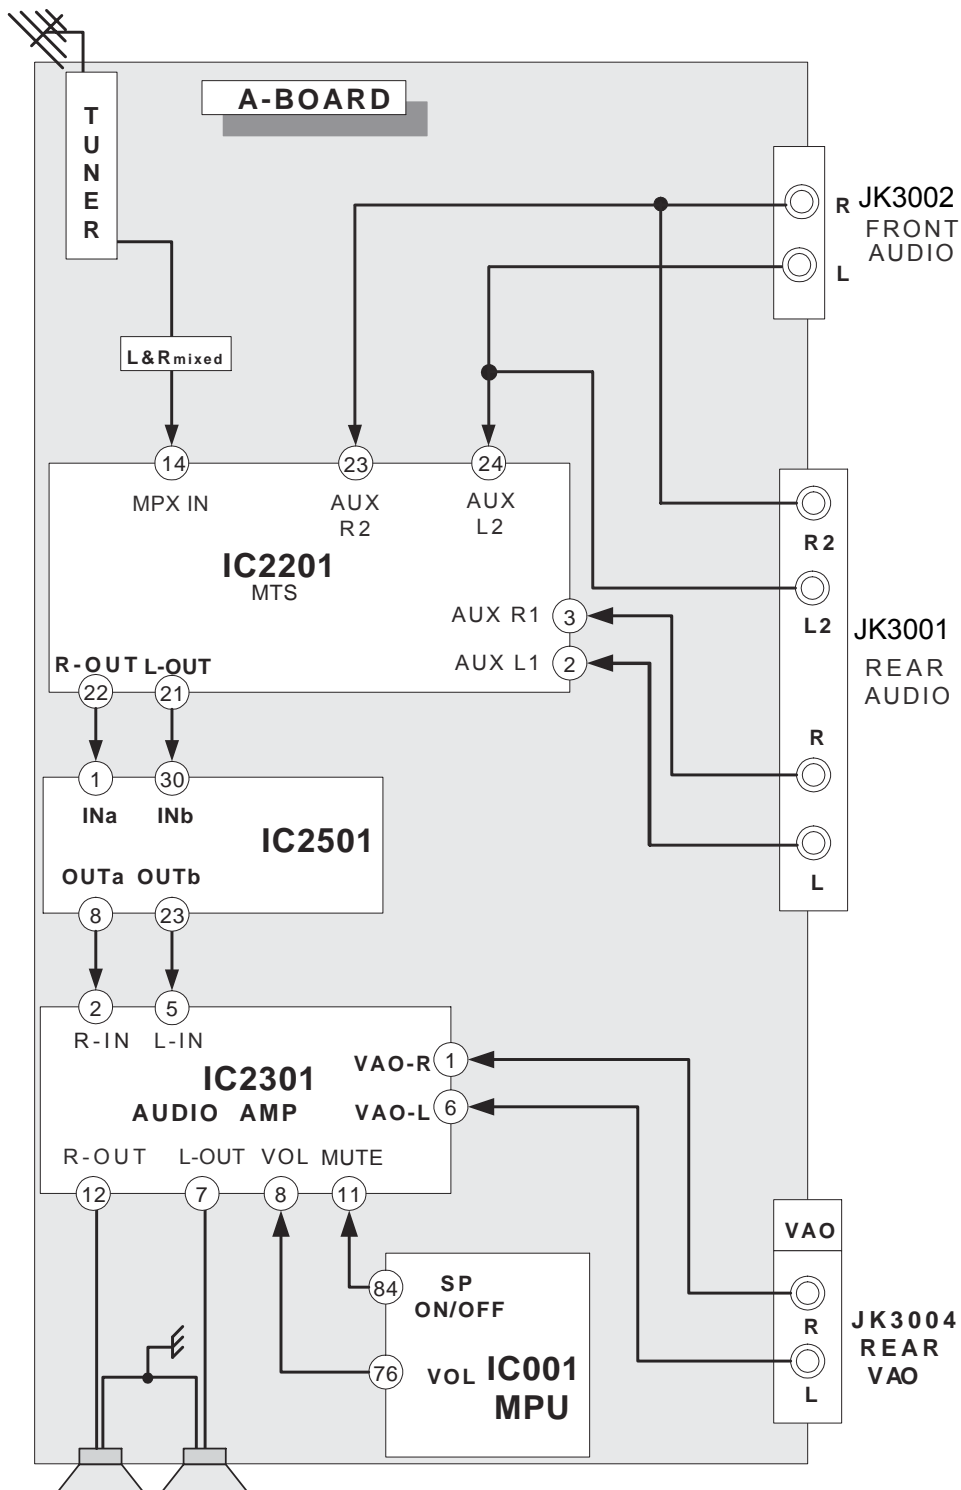 A-BOARD
TUNER
R JK3002
FRONT
AUDIO
L
L&Rmixed
14 23 24
MPX IN AUX R2 AUX L2
IC2201
MTS
R2
L2
AUX R1 3
AUX L1 2
JK3001
REAR
AUDIO
R
L
R-OUT L-OUT
22 21
1 30
INa INb
IC2501
OUTa OUTb
8 23
2 5
R-IN L-IN
VAO-R 1
IC2301
AUDIO AMP
VAO-L 6
R-OUT L-OUT VOL MUTE
12 7 8 11
VAO
84 SP
ON/OFF
R
L
JK3004
REAR
VAO
76 VOL IC001
MPU